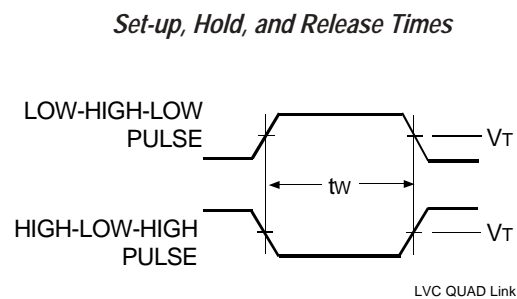 Set-up, Hold, and Release Times
LOW-HIGH-LOW
PULSE
VT
tw
HIGH-LOW-HIGH
PULSE
VT
LVC QUAD Link